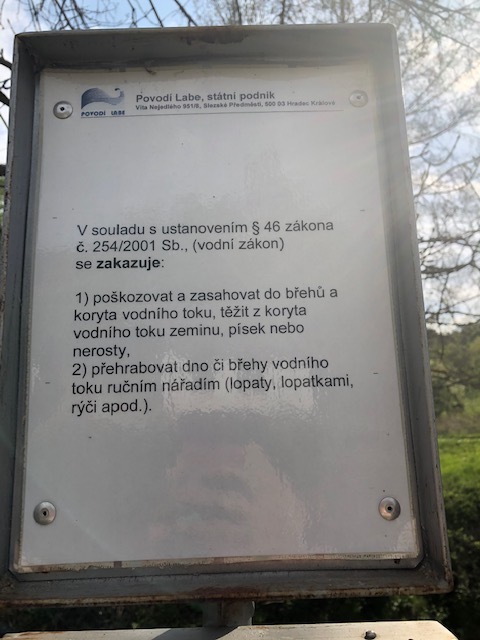 Povodí Labe, státní podnik
Víta Nejedlého 951/8, Slezské Předměstí, 500 03 Hradec Králové
POVODÍ LABE
V souladu s ustanovením § 46 zákona
č. 254/2001 Sb., (vodní zákon)
se zakazuje:
1) poškozovat a zasahovat do břehů a
koryta vodního toku, těžit z koryta
vodního toku zeminu, písek nebo
nerosty,
2) přehrabovat dno či břehy vodního
toku ručním nářadím (lopaty, lopatkami,
rýči apod.).